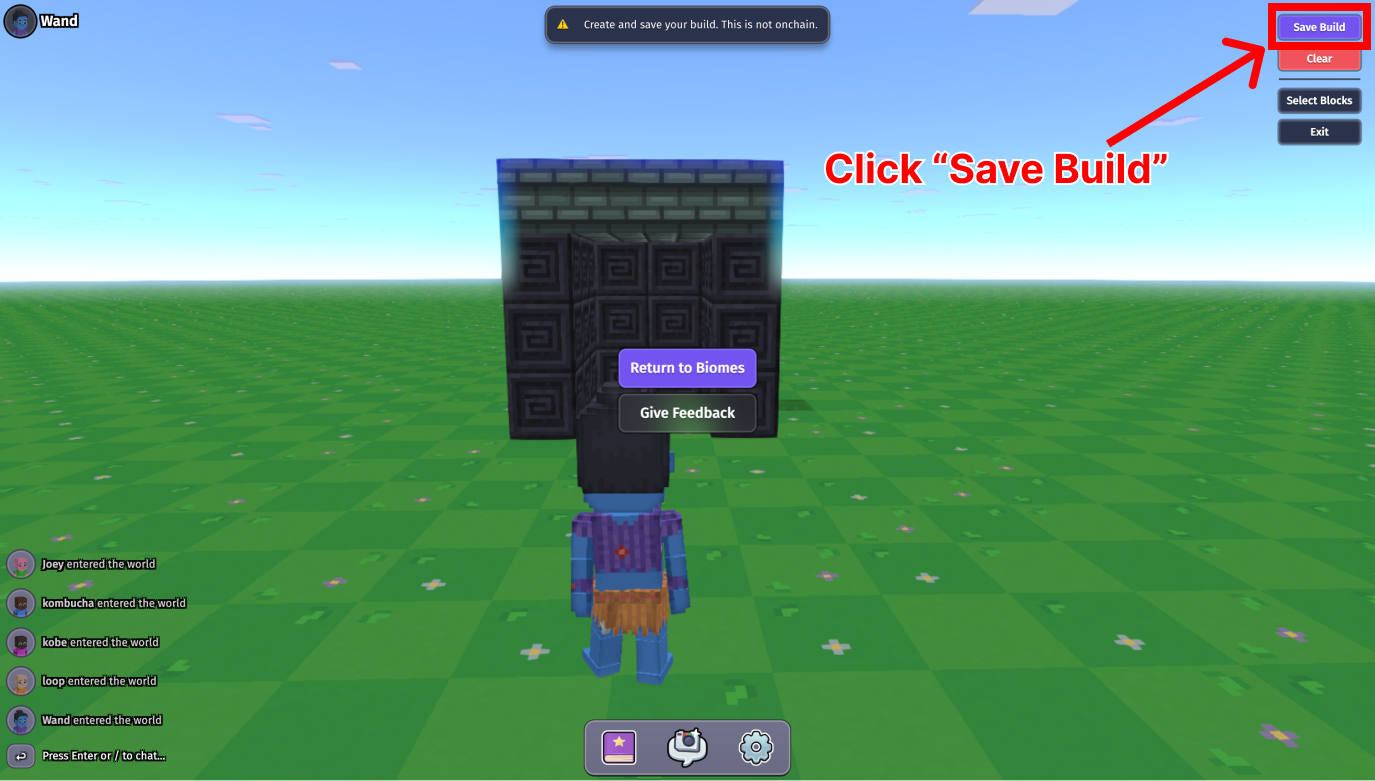 Wand
Create and save your build. This is not onchain.
Save Build
Clear
Select Blocks
Exit
Click “Save Build”
Return to Biomes
Give Feedback
Joey entered the world
kombucha entered the world
kobe entered the world
loop entered the world
Wand entered the world
Press Enter or / to chat...